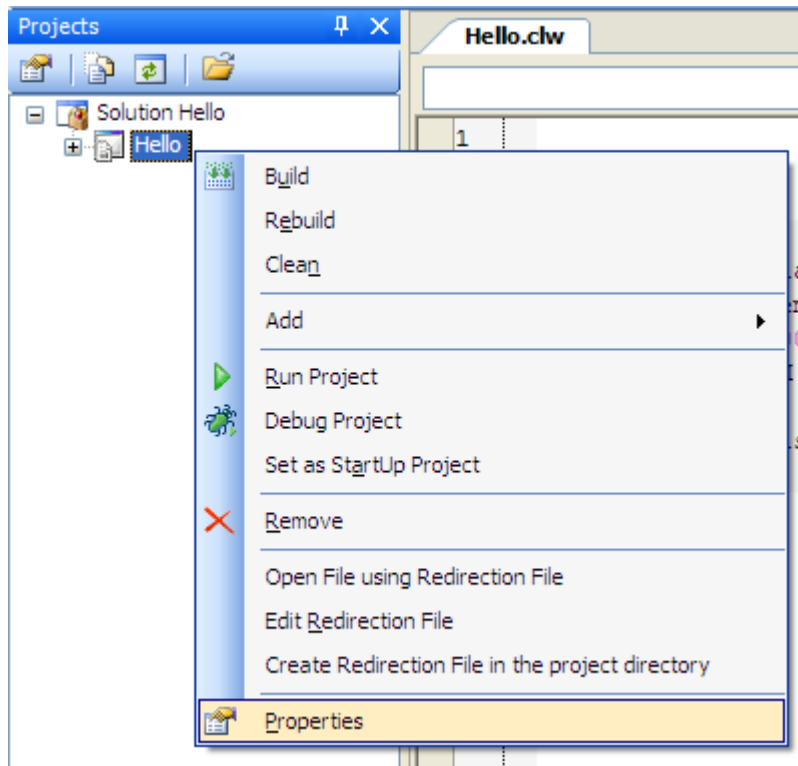 Projects
Hello.clw
Solution Hello
1
Hello
Build
Rebuild
Clean
Add
Run Project
Debug Project
Set as StartUp Project
Remove
Open File using Redirection File
Edit Redirection File
Create Redirection File in the project directory
Properties